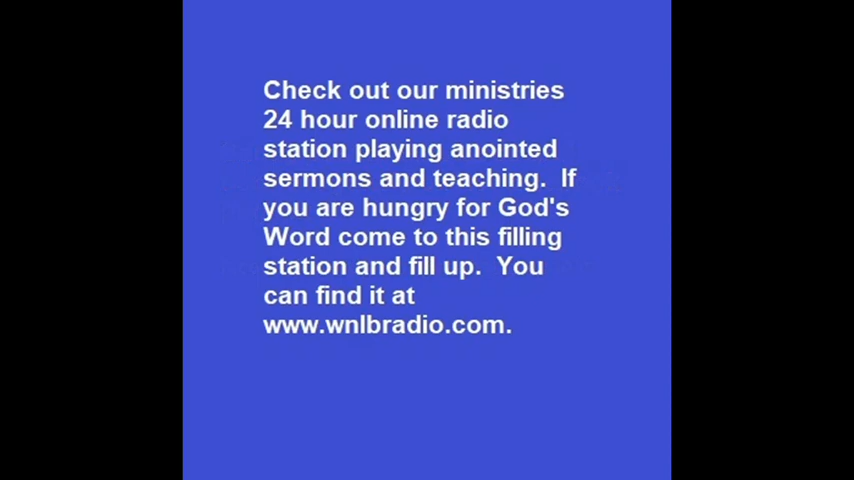 Check out our ministries
24 hour online radio
station playing anointed
sermons and teaching.  If
you are hungry for God's
Word come to this filling
station and fill up.  You
can find it at
www.wnlbradio.com.